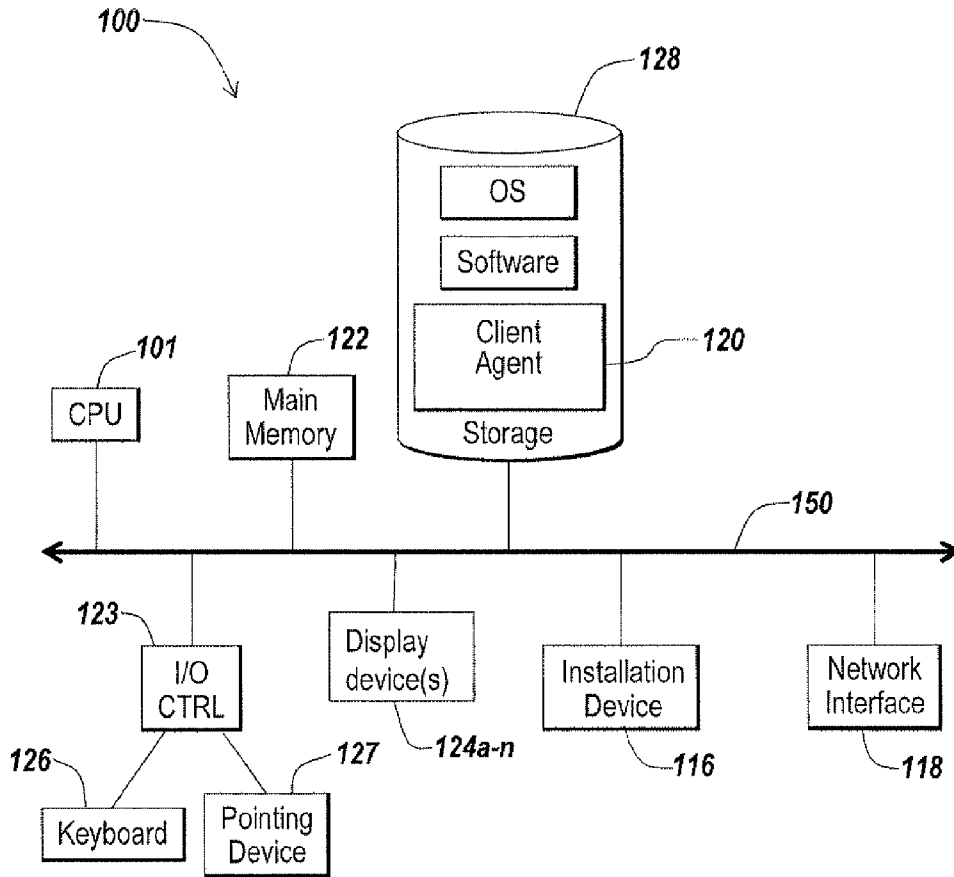 100
128
OS
Software
Client
Agent
120
Storage
101
CPU
122
Main
Memory
150
123
I/O
CTRL
Display
device(s)
124a-n
Installation
Device
116
Network
Interface
118
126
Keyboard
127
Pointing
Device